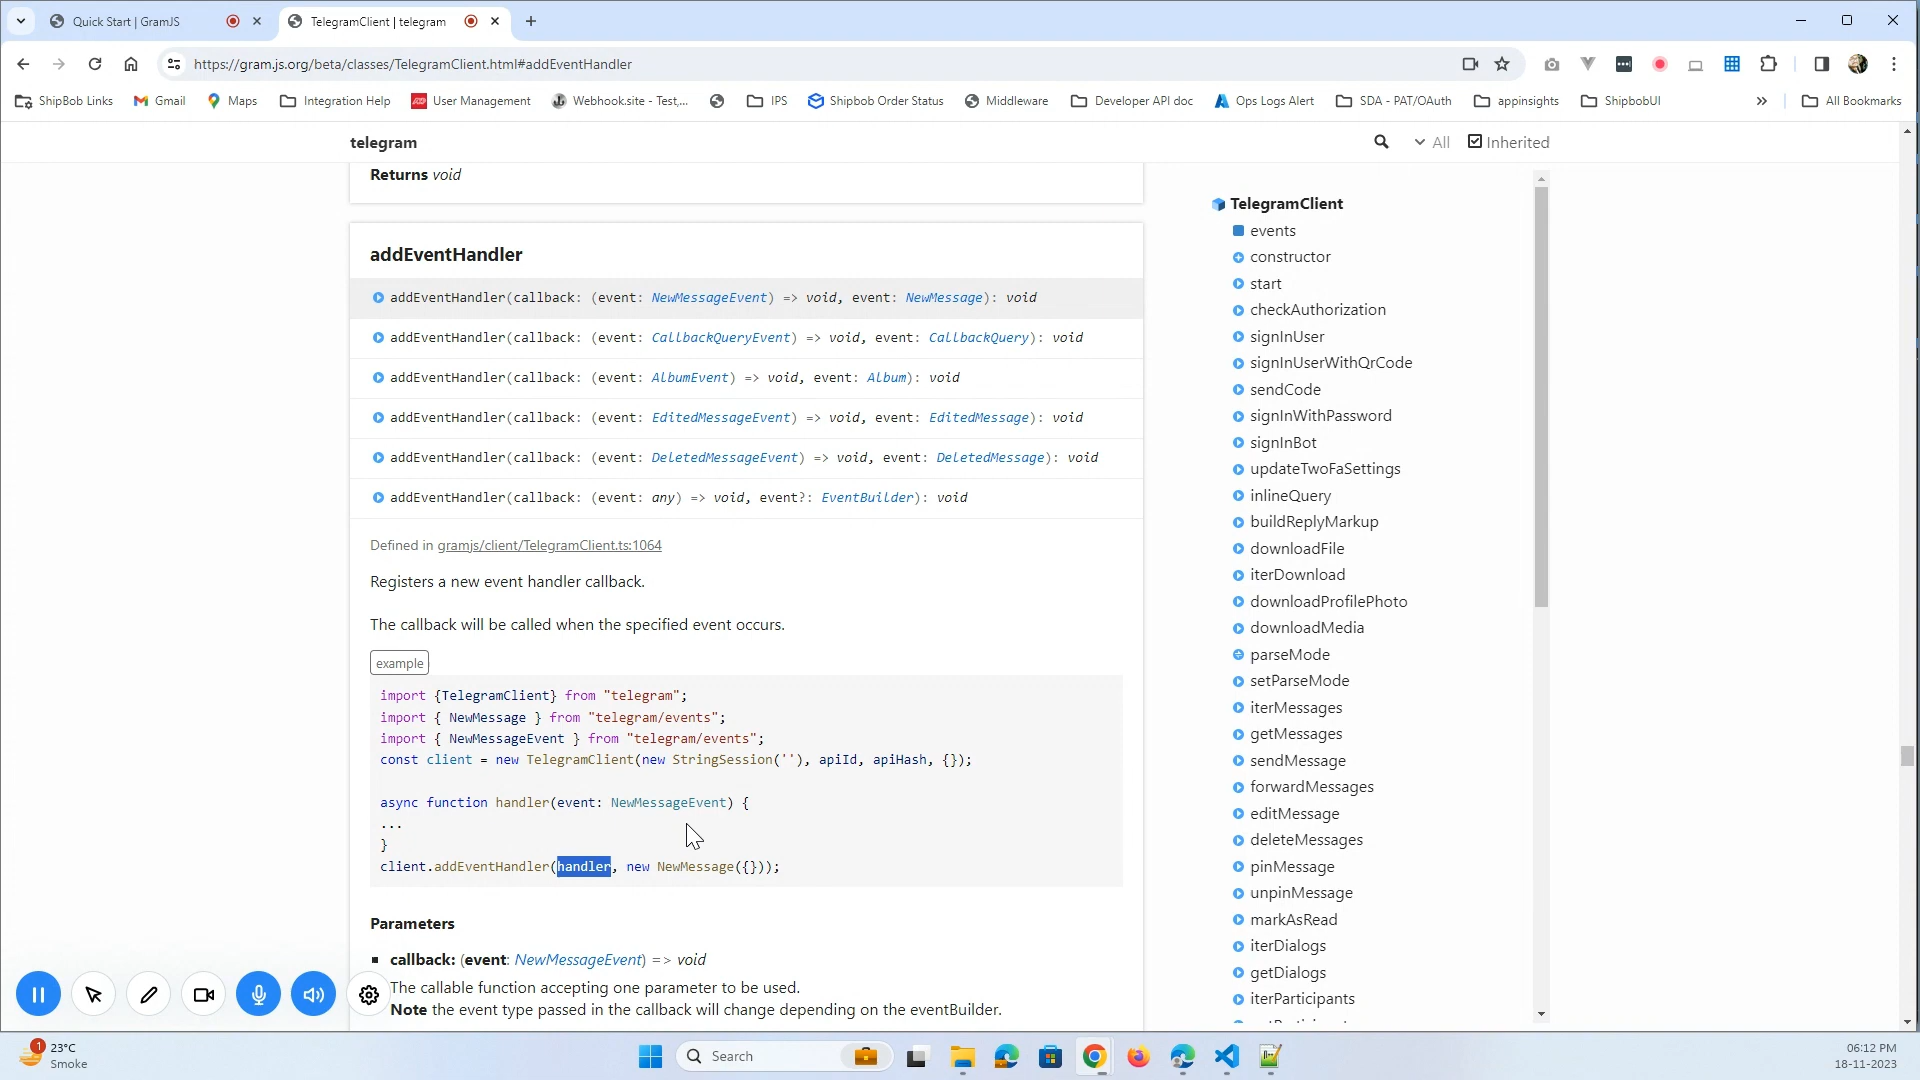 Quick Start | GramJS
TelegramClient | telegram
https://gram.js.org/beta/classes/TelegramClient.html#addEventHandler
ShipBob Links
Gmail
Maps
Integration Help
User Management
Webhook.site - Test,...
IPS
Shipbob Order Status
Middleware
Developer API doc
Ops Logs Alert
SDA - PAT/OAuth
appinsights
ShipbobUI
All Bookmarks
telegram
All
Inherited
Returns void
addEventHandler
addEventHandler(callback: (event: NewMessageEvent) => void, event: NewMessage): void
addEventHandler(callback: (event: CallbackQueryEvent) => void, event: CallbackQuery): void
addEventHandler(callback: (event: AlbumEvent) => void, event: Album): void
addEventHandler(callback: (event: EditedMessageEvent) => void, event: EditedMessage): void
addEventHandler(callback: (event: DeletedMessageEvent) => void, event: DeletedMessage): void
addEventHandler(callback: (event: any) => void, event?: EventBuilder): void
Defined in gramjs/client/TelegramClient.ts:1064
Registers a new event handler callback.
The callback will be called when the specified event occurs.
example
import {TelegramClient} from "telegram";
import { NewMessage } from "telegram/events";
import { NewMessageEvent } from "telegram/events";
const client = new TelegramClient(new StringSession(''), apiId, apiHash, {});
async function handler(event: NewMessageEvent) {
...
}
client.addEventHandler(handler, new NewMessage({}));
Parameters
callback: (event: NewMessageEvent) => void
The callable function accepting one parameter to be used.
Note the event type passed in the callback will change depending on the eventBuilder.
TelegramClient
events
constructor
start
checkAuthorization
signInUser
signInUserWithQrCode
sendCode
signInWithPassword
signInBot
updateTwoFaSettings
inlineQuery
buildReplyMarkup
downloadFile
iterDownload
downloadProfilePhoto
downloadMedia
parseMode
setParseMode
iterMessages
getMessages
sendMessage
forwardMessages
editMessage
deleteMessages
pinMessage
unpinMessage
markAsRead
iterDialogs
getDialogs
iterParticipants
1
23°C
Smoke
Search
06:12 PM
18-11-2023